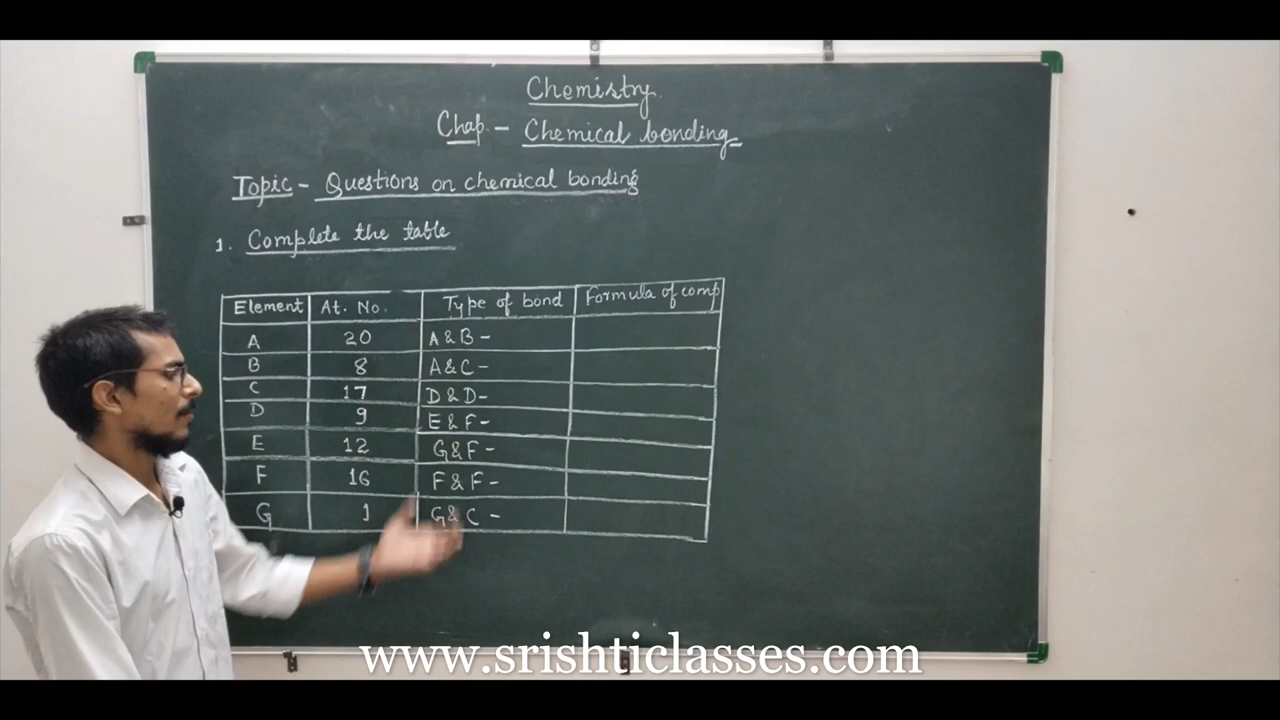 Chemistry
Chap - Chemical bonding
Topic - Questions on chemical bonding
1. Complete the table
Element At. No. Type of bond Formula of comp
A 20 A & B -
B 8 A & C -
C 17 D & D -
D 9 E & F -
E 12 G & F -
F 16 F & F -
G 1 G & C -
www.srishticlasses.com